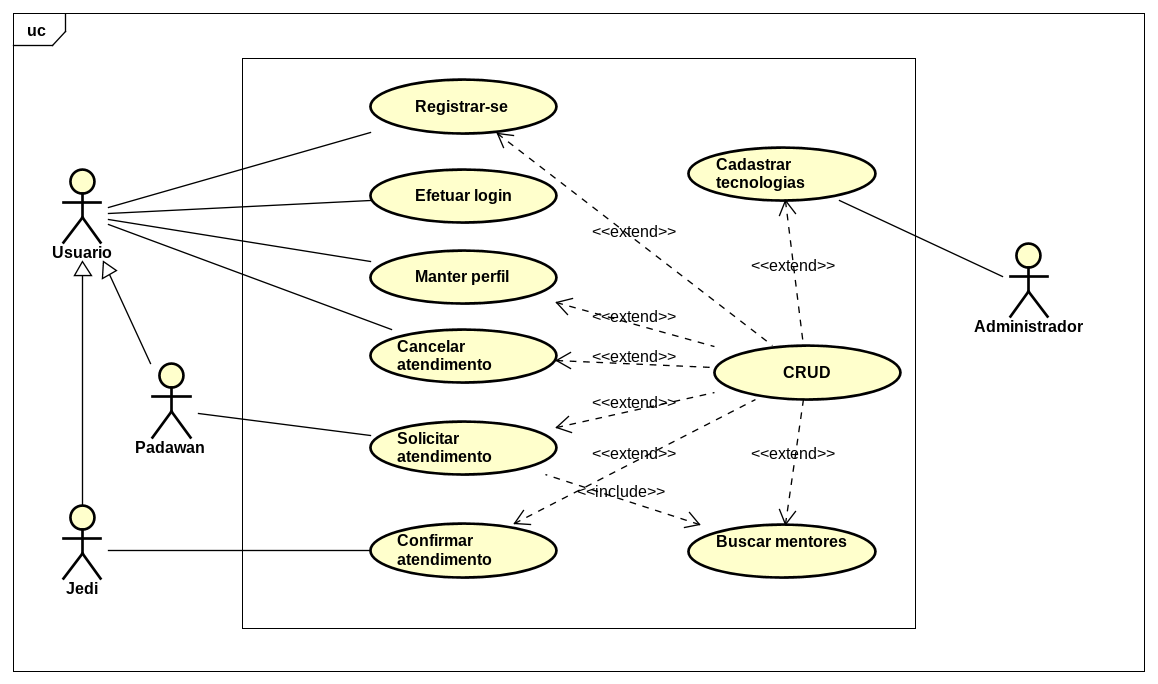 uc
Registrar-se
Cadastrar
tecnologias
Efetuar login
Usuario
<<extend>>
<<extend>>
Manter perfil
<<extend>>
Administrador
Cancelar
atendimento
<<extend>>
CRUD
<<extend>>
Padawan
Solicitar
atendimento
<<extend>>
<<extend>>
<<include>>
Confirmar
atendimento
Buscar mentores
Jedi